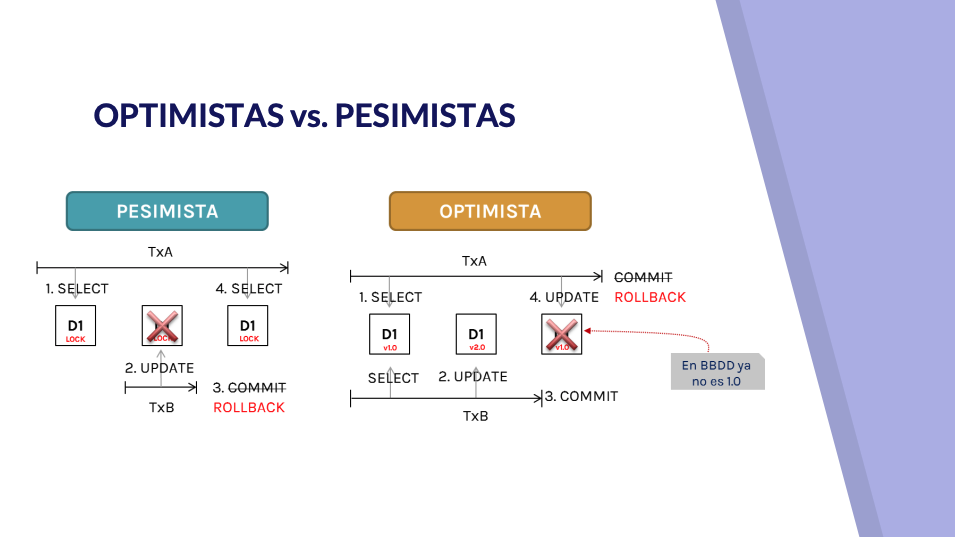 OPTIMISTAS vs. PESIMISTAS
PESIMISTA
TxA
1. SELECT
4. SELECT
D1
LOCK
LOCK
D1
LOCK
2. UPDATE
3. COMMIT
ROLLBACK
TxB
OPTIMISTA
TxA
COMMIT
ROLLBACK
1. SELECT
4. UPDATE
D1
v1.0
D1
v2.0
v1.0
En BBDD ya
no es 1.0
SELECT
2. UPDATE
3. COMMIT
TxB